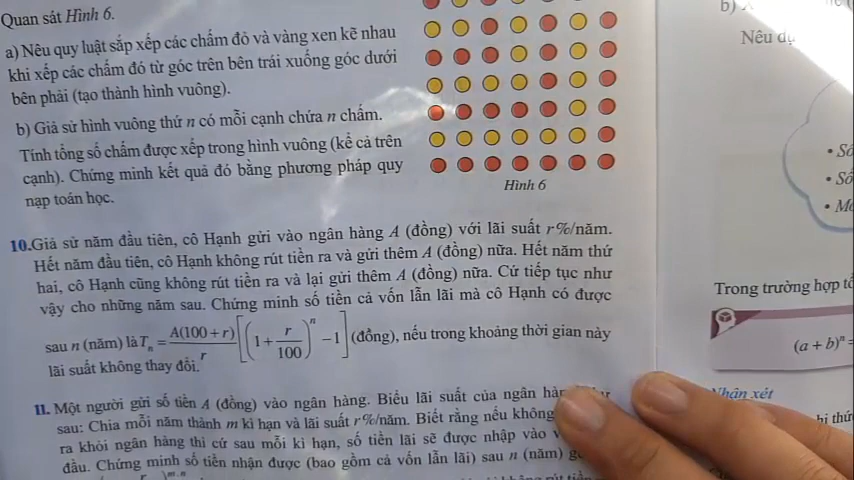 Quan sát Hình 6.
a) Nêu quy luật sắp xếp các chấm đỏ và vàng xen kẽ nhau
khi xếp các chấm đó từ góc trên bên trái xuống góc dưới
bên phải (tạo thành hình vuông).
b) Giả sử hình vuông thứ n có mỗi cạnh chứa n chấm.
Tính tổng số chấm được xếp trong hình vuông (kể cả trên
cạnh). Chứng minh kết quả đó bằng phương pháp quy
nạp toán học.
Hình 6
10. Giả sử năm đầu tiên, cô Hạnh gửi vào ngân hàng A (đồng) với lãi suất r%/năm.
Hết năm đầu tiên, cô Hạnh không rút tiền ra và gửi thêm A (đồng) nữa. Hết năm thứ
hai, cô Hạnh cũng không rút tiền ra và lại gửi thêm A (đồng) nữa. Cứ tiếp tục như
vậy cho những năm sau. Chứng minh số tiền cả vốn lẫn lãi mà cô Hạnh có được
sau n (năm) là T_n = A(100+r)/r [(1 + r/100)^n − 1] (đồng), nếu trong khoảng thời gian này
lãi suất không thay đổi.
11. Một người gửi số tiền A (đồng) vào ngân hàng. Biểu lãi suất của ngân hàng
sau: Chia mỗi năm thành m kì hạn và lãi suất r%/năm. Biết rằng nếu không
ra khỏi ngân hàng thì cứ sau mỗi kì hạn, số tiền lãi sẽ được nhập vào
đầu. Chứng minh số tiền nhận được (bao gồm cả vốn lẫn lãi) sau n (năm)
b)
Nêu
• Số
• Số
Trong trường hợp
(a + b)^n =
Nhận xét